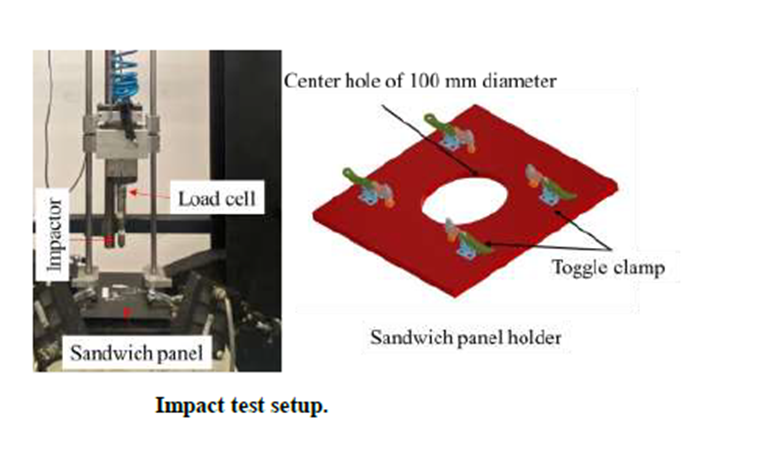 Center hole of 100 mm diameter
Load cell
Impactor
Toggle clamp
Sandwich panel
Sandwich panel holder
Impact test setup.